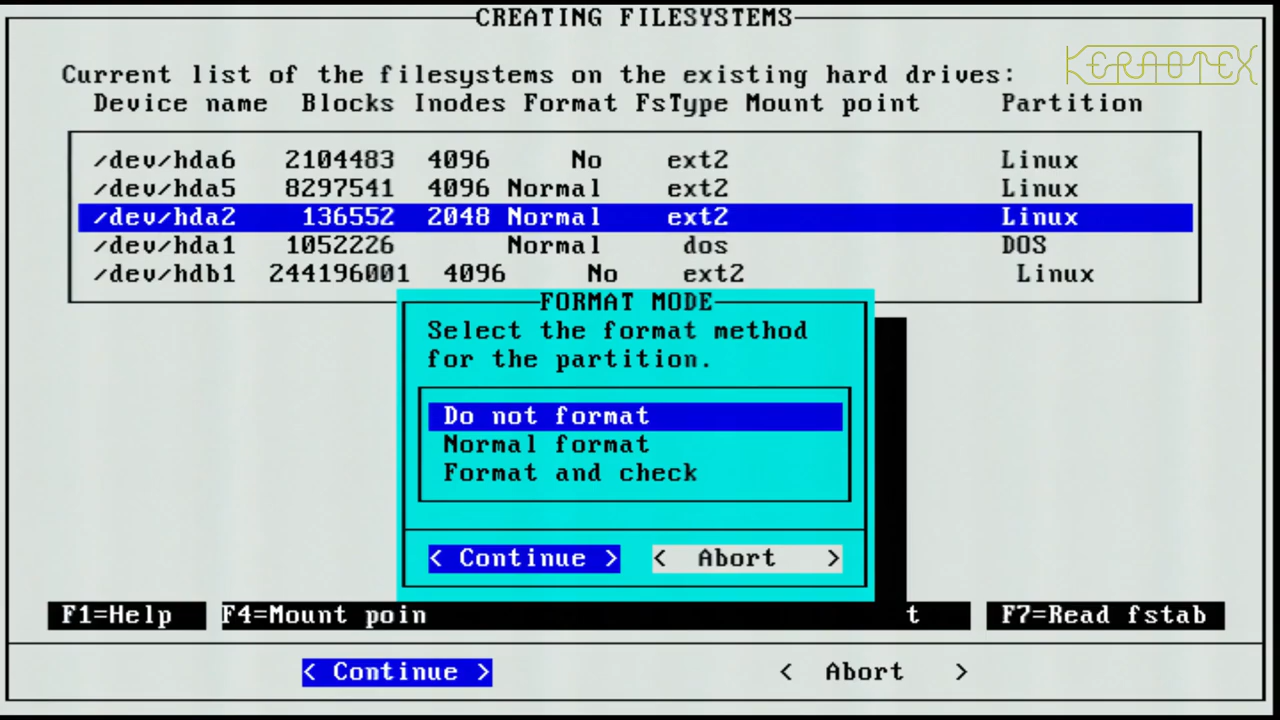 CREATING FILESYSTEMS
KERNOTEX
Current list of the filesystems on the existing hard drives:
Device name Blocks Inodes Format FsType Mount point Partition
/dev/hda6 2104483 4096 No ext2 Linux
/dev/hda5 8297541 4096 Normal ext2 Linux
/dev/hda2 136552 2048 Normal ext2 Linux
/dev/hda1 1052226 Normal dos DOS
/dev/hdb1 244196001 4096 No ext2 Linux
FORMAT MODE
Select the format method
for the partition.
Do not format
Normal format
Format and check
< Continue > < Abort >
F1=Help F4=Mount poin t F7=Read fstab
< Continue > < Abort >